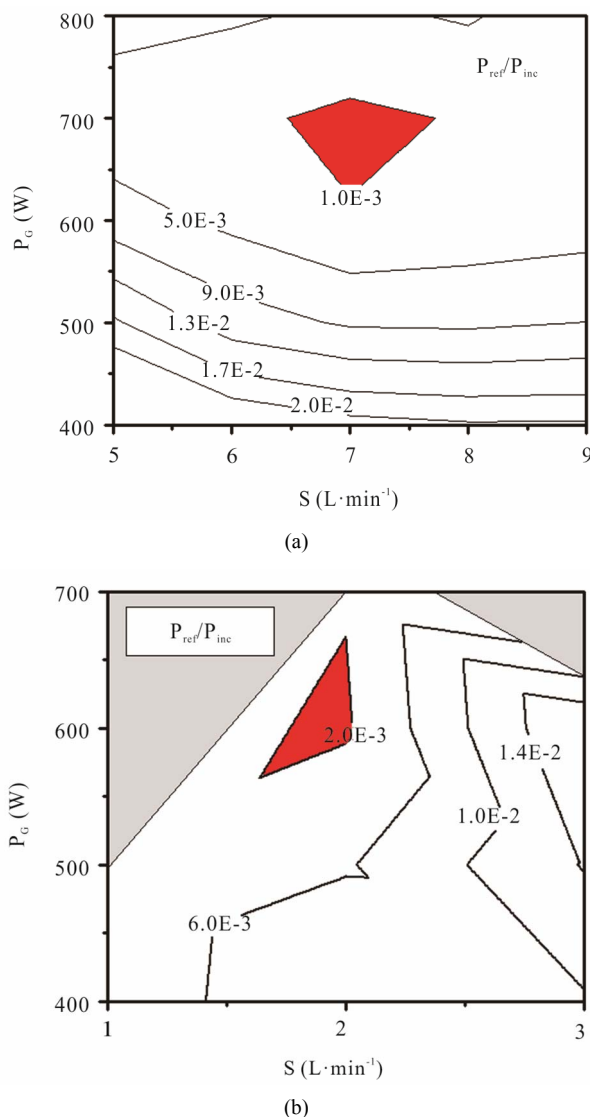 800
P_ref/P_inc
700
1.0E-3
P_G (W)
600
5.0E-3
9.0E-3
500
1.3E-2
1.7E-2
2.0E-2
400
5 6 7 8 9
S (L·min⁻¹)
(a)
700
P_ref/P_inc
600
2.0E-3
1.4E-2
P_G (W)
1.0E-2
500
6.0E-3
400
1 2 3
S (L·min⁻¹)
(b)